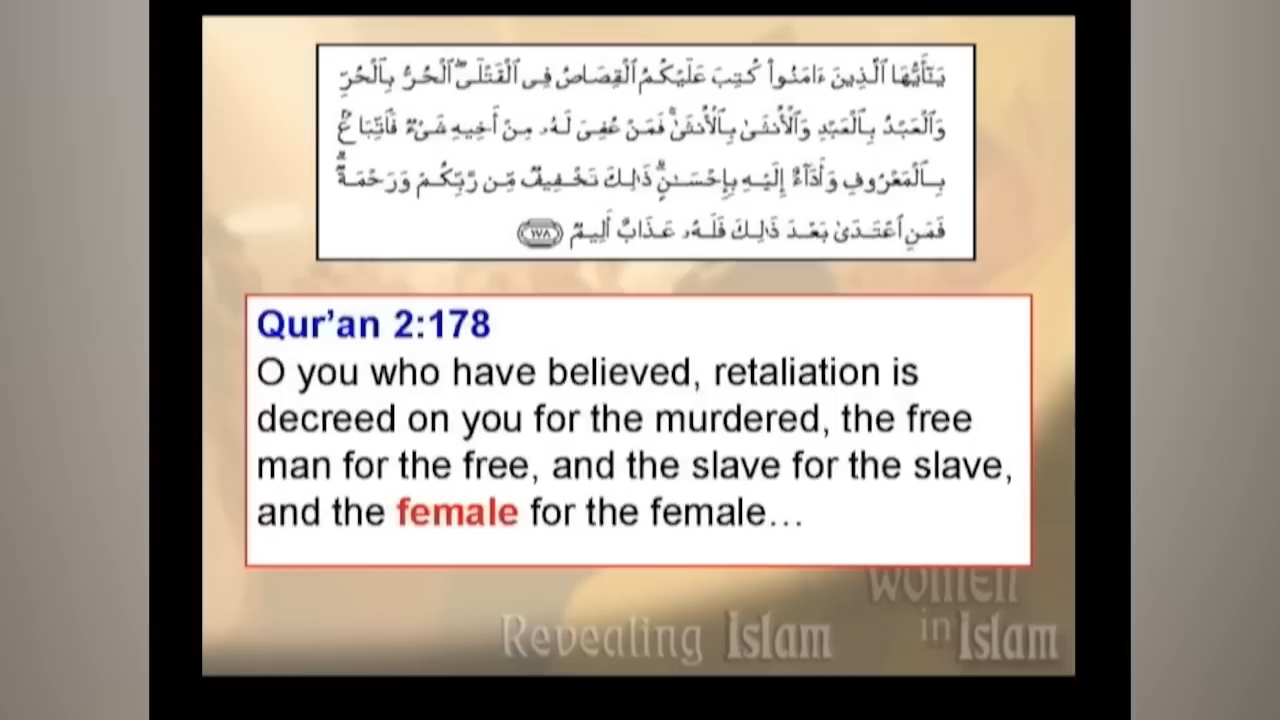 يَـٰٓأَيُّهَا ٱلَّذِينَ ءَامَنُوا۟ كُتِبَ عَلَيْكُمُ ٱلْقِصَاصُ فِى ٱلْقَتْلَى ۖ ٱلْحُرُّ بِٱلْحُرِّ
وَٱلْعَبْدُ بِٱلْعَبْدِ وَٱلْأُنثَىٰ بِٱلْأُنثَىٰ ۚ فَمَنْ عُفِىَ لَهُۥ مِنْ أَخِيهِ شَىْءٌ فَٱتِّبَاعٌۢ
بِٱلْمَعْرُوفِ وَأَدَآءٌ إِلَيْهِ بِإِحْسَـٰنٍ ۗ ذَٰلِكَ تَخْفِيفٌ مِّن رَّبِّكُمْ وَرَحْمَةٌ ۗ
فَمَنِ ٱعْتَدَىٰ بَعْدَ ذَٰلِكَ فَلَهُۥ عَذَابٌ أَلِيمٌ ١٧٨
Qur’an 2:178
O you who have believed, retaliation is
decreed on you for the murdered, the free
man for the free, and the slave for the slave,
and the female for the female…
Women
in Islam
Revealing Islam